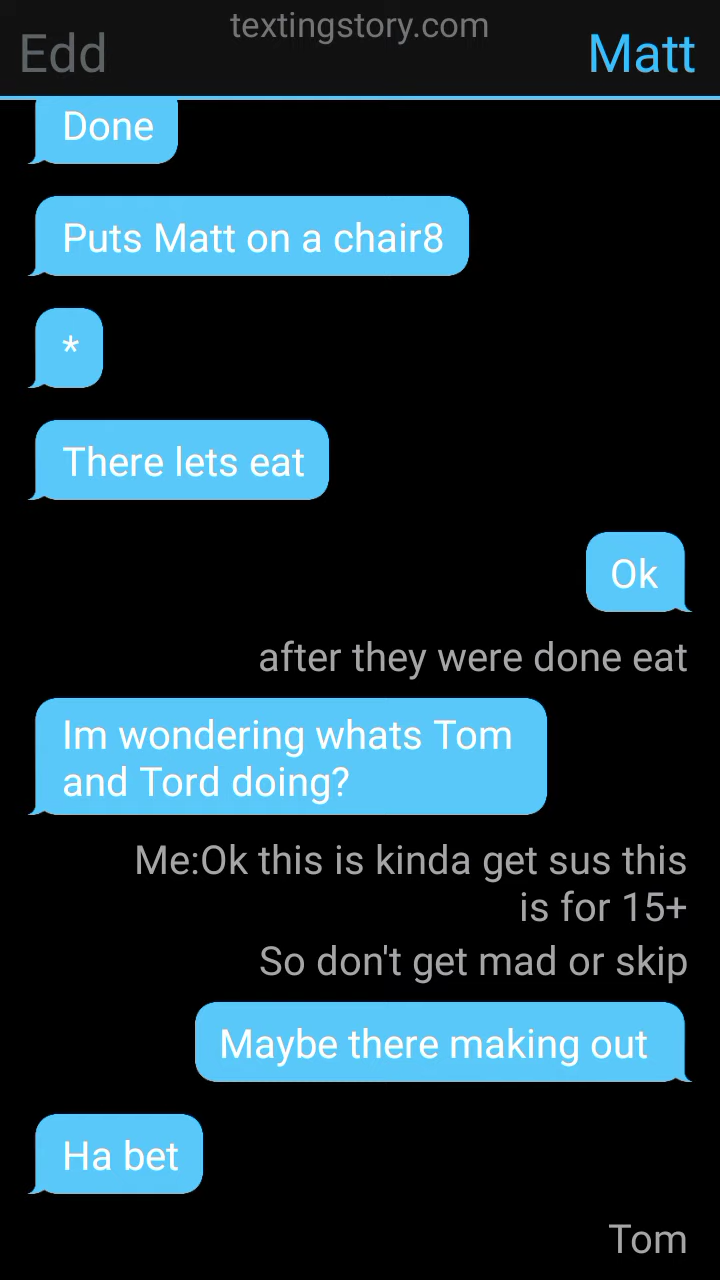 textingstory.com
Edd
Matt
Done
Puts Matt on a chair8
*
There lets eat
Ok
after they were done eat
Im wondering whats Tom
and Tord doing?
Me:Ok this is kinda get sus this
is for 15+
So don't get mad or skip
Maybe there making out
Ha bet
Tom